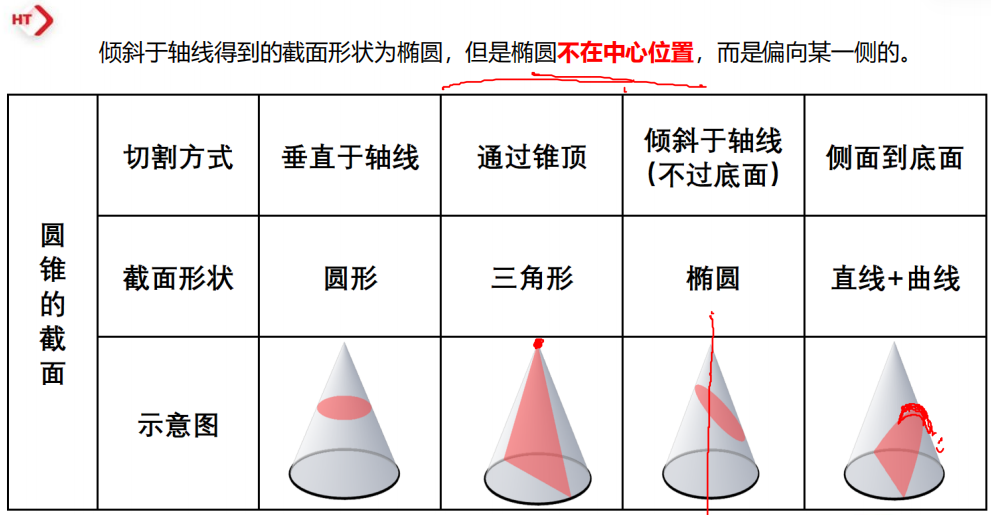 HT
倾斜于轴线得到的截面形状为椭圆，但是椭圆不在中心位置，而是偏向某一侧的。
圆锥的截面
切割方式 垂直于轴线 通过锥顶 倾斜于轴线（不过底面） 侧面到底面
截面形状 圆形 三角形 椭圆 直线+曲线
示意图